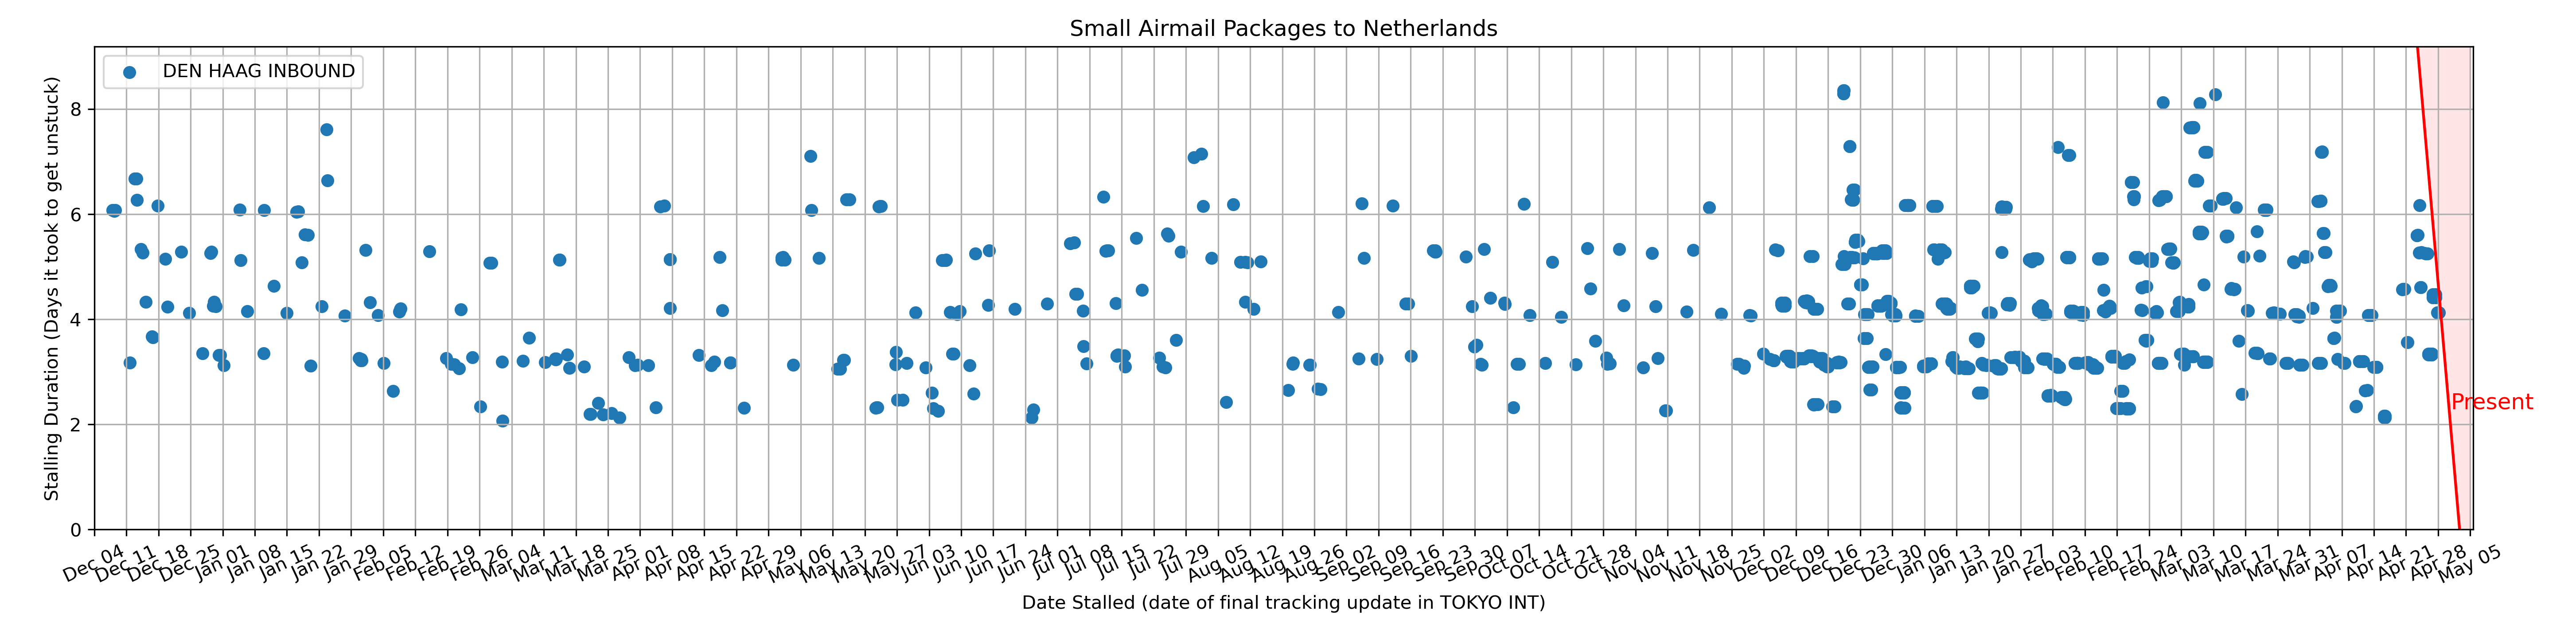 Small Airmail Packages to Netherlands
DEN HAAG INBOUND
Stalling Duration (Days it took to get unstuck)
8
6
4
2
0
Present
Dec 04
Dec 11
Dec 18
Dec 25
Jan 01
Jan 08
Jan 15
Jan 22
Jan 29
Feb 05
Feb 12
Feb 19
Feb 26
Mar 04
Mar 11
Mar 18
Mar 25
Apr 01
Apr 08
Apr 15
Apr 22
Apr 29
May 06
May 13
May 20
May 27
Jun 03
Jun 10
Jun 17
Jun 24
Jul 01
Jul 08
Jul 15
Jul 22
Jul 29
Aug 05
Aug 12
Aug 19
Aug 26
Sep 02
Sep 09
Sep 16
Sep 23
Sep 30
Oct 07
Oct 14
Oct 21
Oct 28
Nov 04
Nov 11
Nov 18
Nov 25
Dec 02
Dec 09
Dec 16
Dec 23
Dec 30
Jan 06
Jan 13
Jan 20
Jan 27
Feb 03
Feb 10
Feb 17
Feb 24
Mar 03
Mar 10
Mar 17
Mar 24
Mar 31
Apr 07
Apr 14
Apr 21
Apr 28
May 05
Date Stalled (date of final tracking update in TOKYO INT)